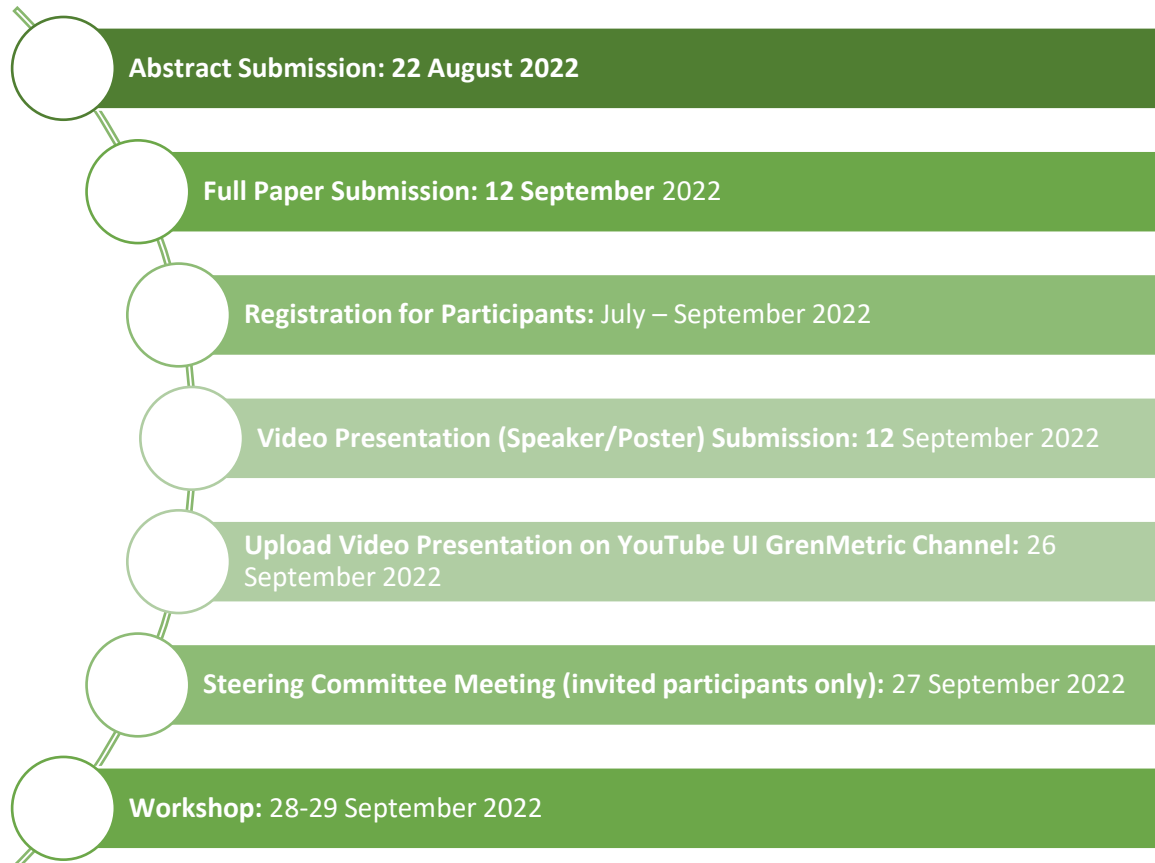 Abstract Submission: 22 August 2022
Full Paper Submission: 12 September 2022
Registration for Participants: July – September 2022
Video Presentation (Speaker/Poster) Submission: 12 September 2022
Upload Video Presentation on YouTube UI GrenMetric Channel: 26
September 2022
Steering Committee Meeting (invited participants only): 27 September 2022
Workshop: 28-29 September 2022